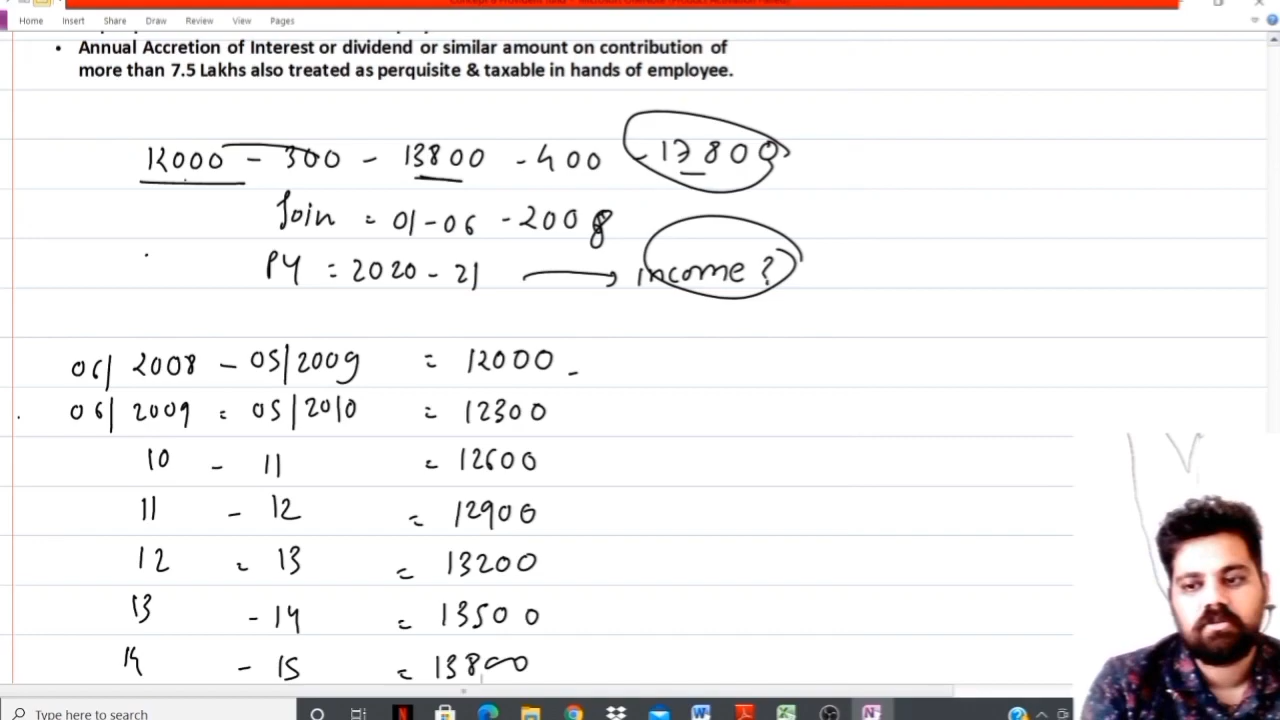 Home Insert Share Draw Review View Pages
• Annual Accretion of Interest or dividend or similar amount on contribution of
more than 7.5 Lakhs also treated as perquisite & taxable in hands of employee.
12000 - 300 - 13800 - 400 - 17800
Join = 01-06-2008
PY = 2020-21 → income?
06/2008 - 05/2009 = 12000 -
06/2009 = 05/2010 = 12300
10 - 11 = 12600
11 - 12 = 12900
12 = 13 = 13200
13 - 14 = 13500
14 - 15 = 13800
Type here to search